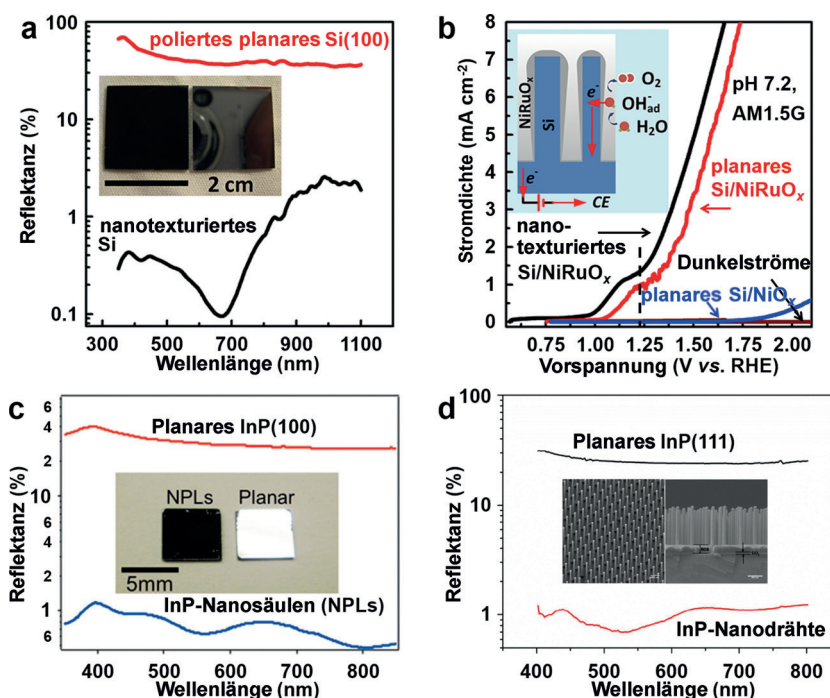 a
poliertes planares Si(100)
2 cm
nanotexturiertes
Si
100
10
1
0.1
Reflektanz (%)
300 500 700 900 1100
Wellenlänge (nm)
b
NiRuOx
Si
e-
O2
OH-ad
H2O
e-
CE
pH 7.2,
AM1.5G
planares
Si/NiRuOx
nano-
texturiertes
Si/NiRuOx
Dunkelströme
planares Si/NiOx
8
7
6
5
4
3
2
1
0
Stromdichte (mA cm-2)
0.75 1.00 1.25 1.50 1.75 2.00
Vorspannung (V vs. RHE)
c
Planares InP(100)
NPLs Planar
5mm
InP-Nanosäulen (NPLs)
6
4
2
10
6
4
2
1
8
6
Reflektanz (%)
400 500 600 700 800
Wellenlänge (nm)
d
Planares InP(111)
InP-Nanodrähte
100
10
1
Reflektanz (%)
400 500 600 700 800
Wellenlänge (nm)